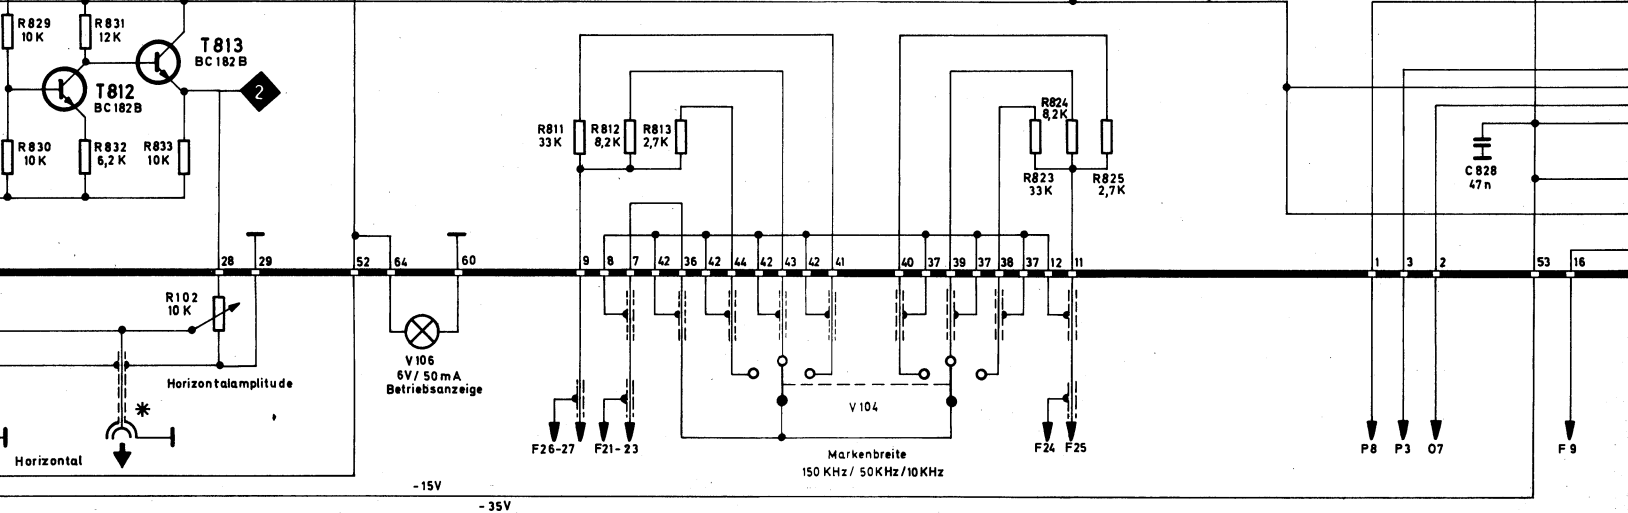 R829
10K
R831
12K
T813
BC182B
T812
BC182B
2
R830
10K
R832
6,2K
R833
10K
R811
33K
R812
8,2K
R813
2,7K
R824
8,2K
R823
33K
R825
2,7K
C828
47n
28 29 52 64 60 9 8 7 42 36 42 44 42 43 42 41 40 37 39 37 38 37 12 11 1 3 2 53 16
R102
10K
V106
6V/50mA
Betriebsanzeige
Horizontalamplitude
*
V104
F26-27 F21-23 F24 F25 P8 P3 O7 F9
Horizontal
Markenbreite
150KHz/50KHz/10KHz
-15V
-35V